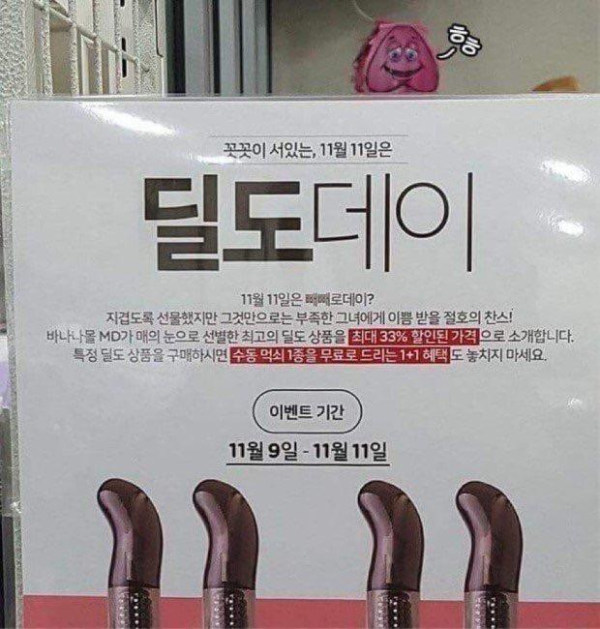 ㅎㅎ
꼿꼿이 서있는, 11월 11일은
딜도데이
11월 11일은 빼빼로데이?
지겹도록 선물했지만 그것만으로는 부족한 그녀에게 이쁨 받을 절호의 찬스!
바나나몰 MD가 매의 눈으로 선별한 최고의 딜도 상품을 최대 33% 할인된 가격으로 소개합니다.
특정 딜도 상품을 구매하시면 수동 먹쇠 1종을 무료로 드리는 1+1 혜택도 놓치지 마세요.
이벤트 기간
11월 9일 - 11월 11일